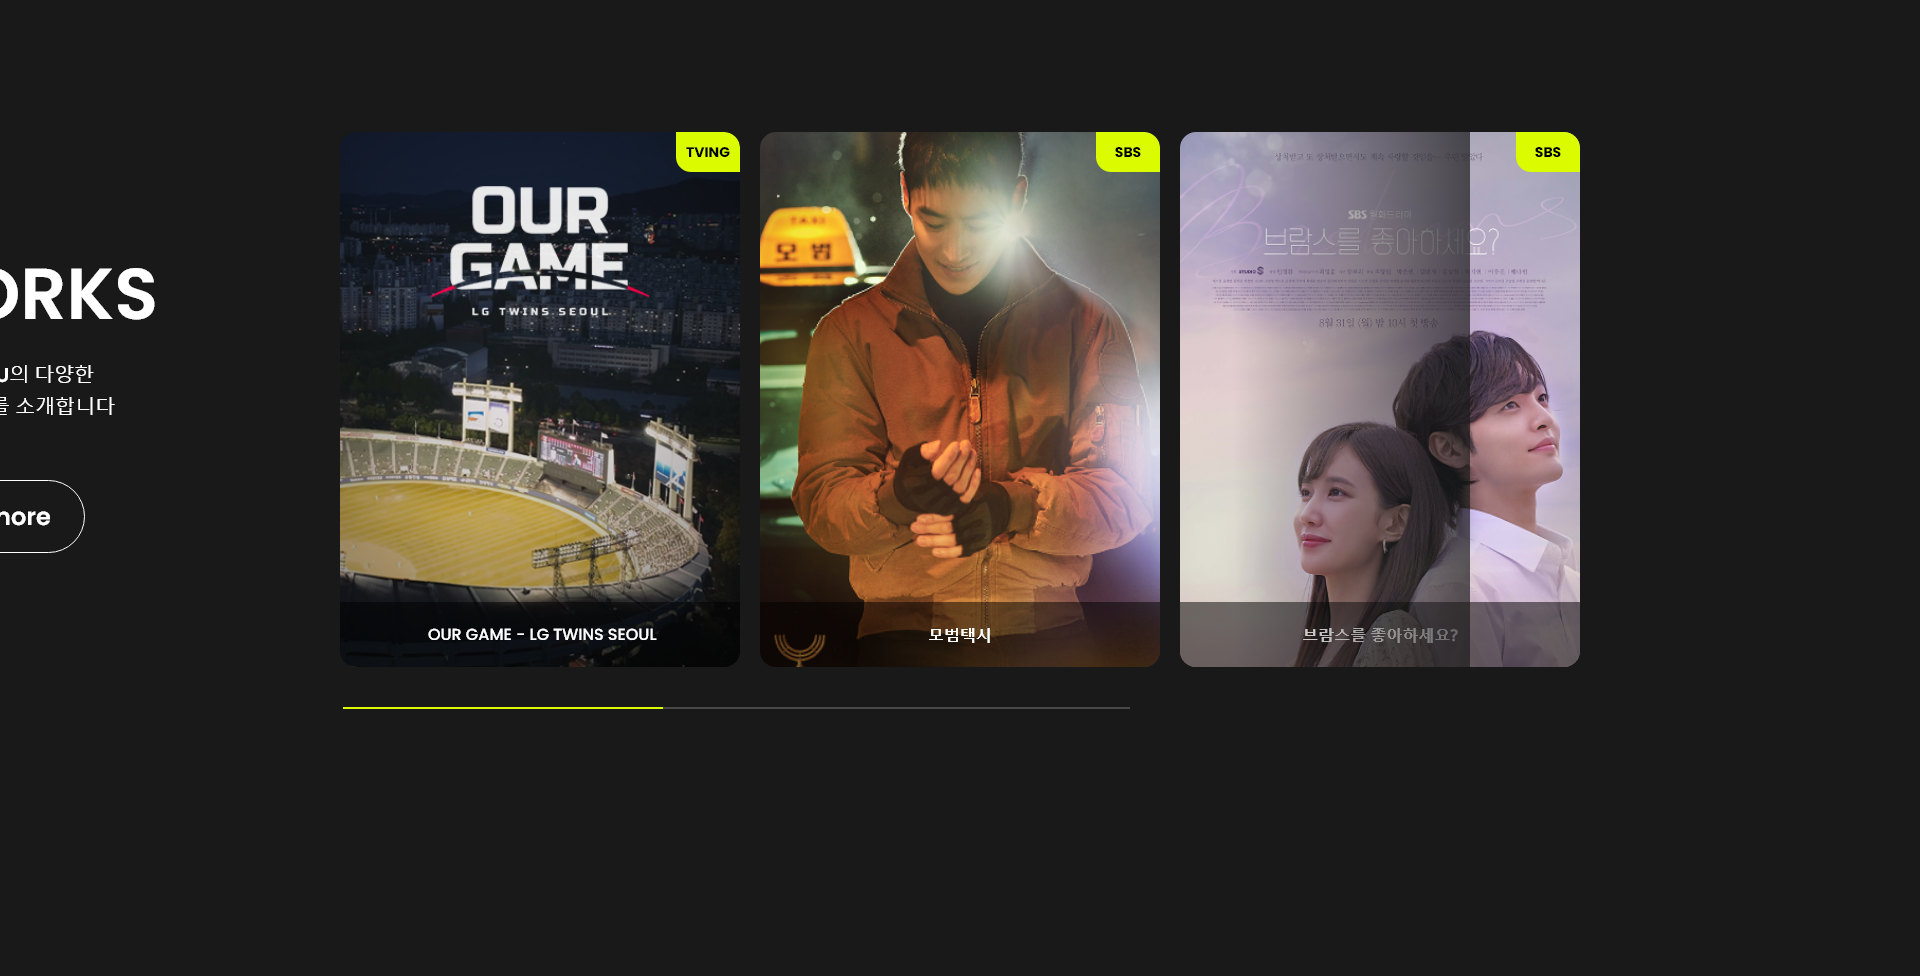 ORKS
U의 다양한
를 소개합니다
more
TVING
OUR
GAME
LG TWINS SEOUL
OUR GAME - LG TWINS SEOUL
SBS
TAXI
모범
모범택시
SBS
SBS 월화드라마
브람스를 좋아하세요?
8월 31일 (월) 밤 10시 첫 방송
브람스를 좋아하세요?